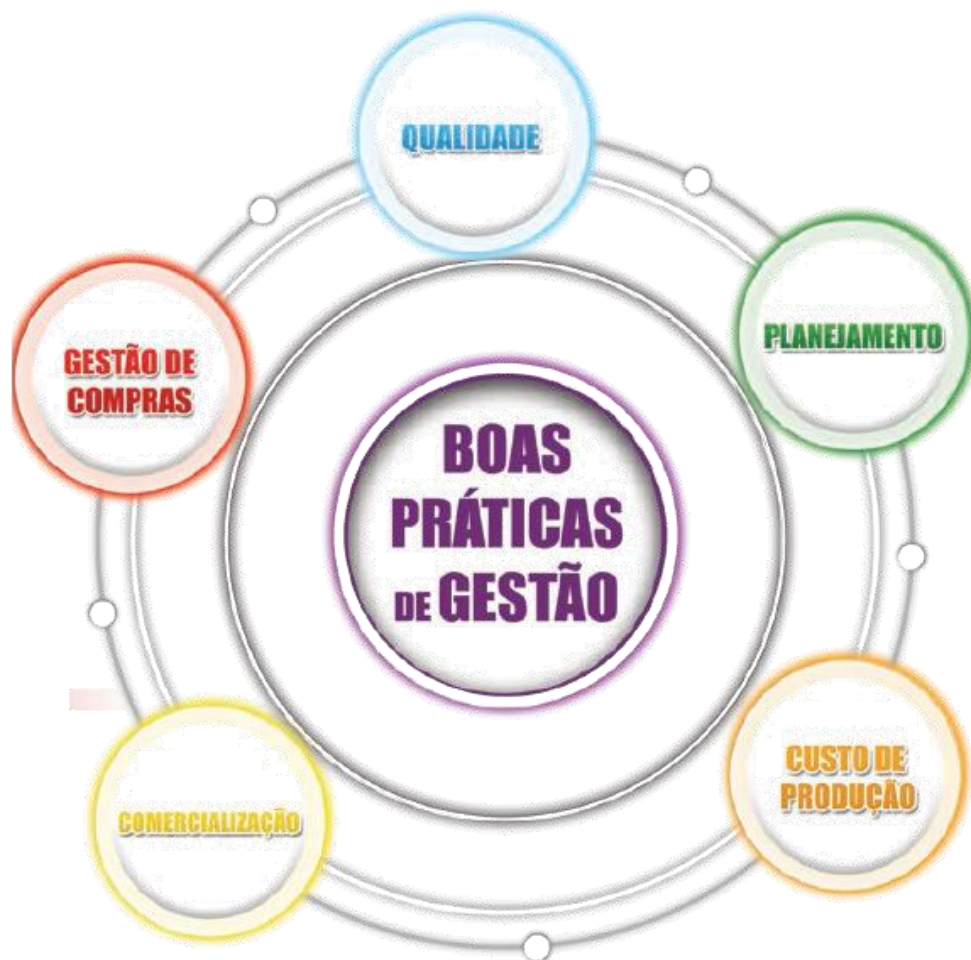 QUALIDADE
PLANEJAMENTO
GESTÃO DE
COMPRAS
BOAS
PRÁTICAS
DE GESTÃO
CUSTO DE
PRODUÇÃO
COMERCIALIZAÇÃO